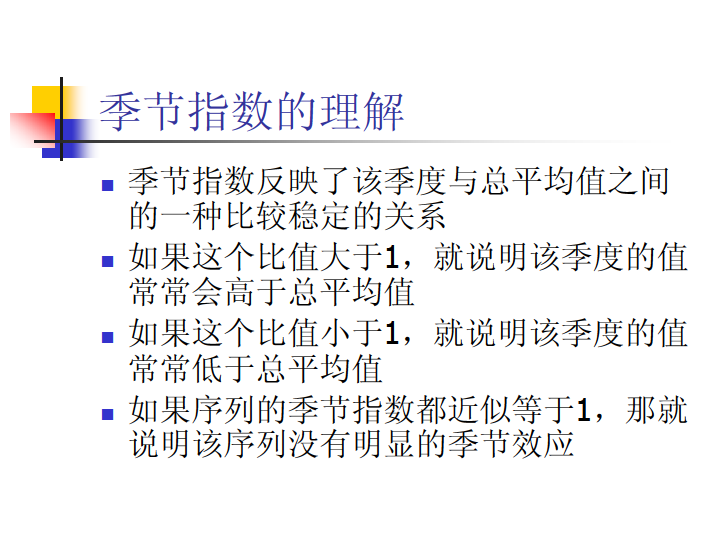 季节指数的理解
季节指数反映了该季度与总平均值之间
的一种比较稳定的关系
如果这个比值大于1，就说明该季度的值
常常会高于总平均值
如果这个比值小于1，就说明该季度的值
常常低于总平均值
如果序列的季节指数都近似等于1，那就
说明该序列没有明显的季节效应